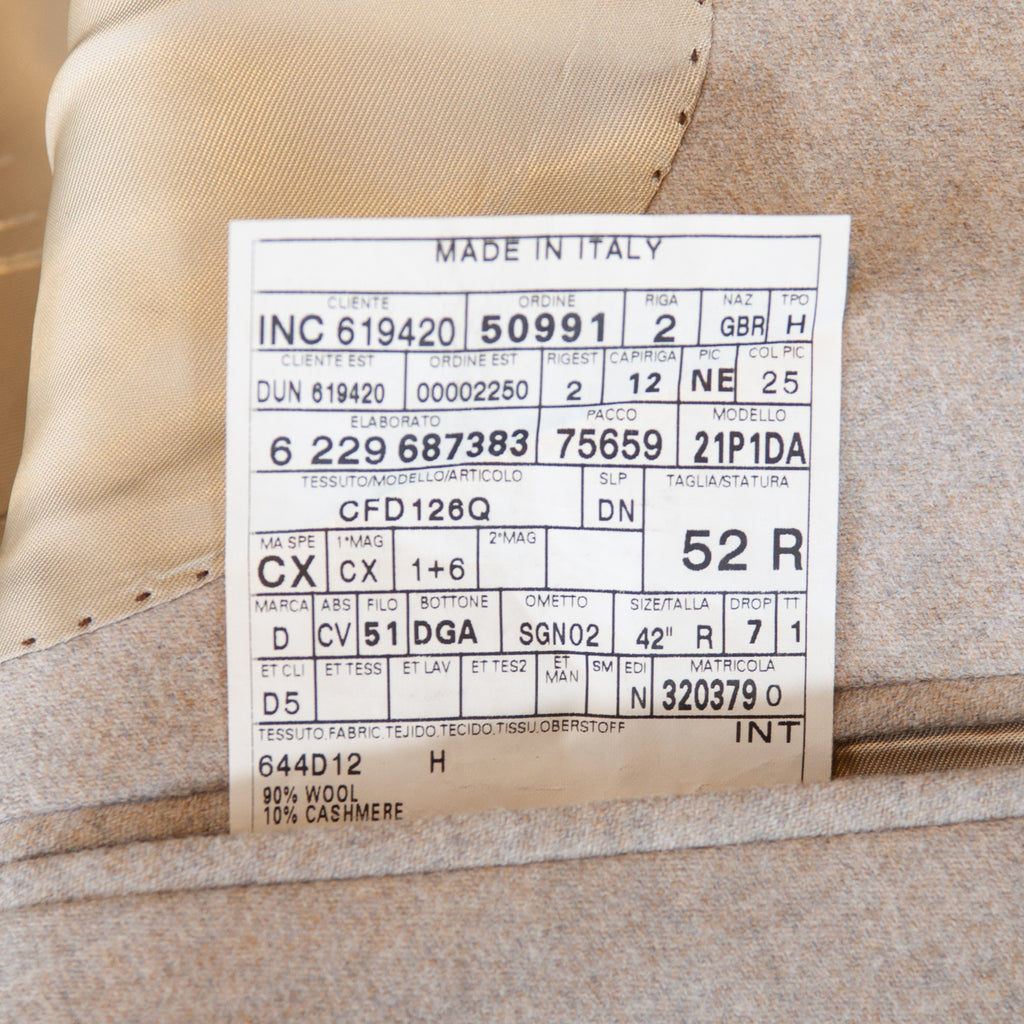 MADE IN ITALY
CLIENTE ORDINE RIGA NAZ TPO
INC 619420 50991 2 GBR H
CLIENTE EST ORDINE EST RIGEST CAPIRIGA PIC COL PIC
DUN 619420 00002250 2 12 NE 25
ELABORATO PACCO MODELLO
6 229 687383 75659 21P1DA
TESSUTO/MODELLO/ARTICOLO SLP TAGLIA/STATURA
CFD126Q DN 52 R
MA SPE 1°MAG 2°MAG
CX CX 1+6
MARCA ABS FILO BOTTONE OMETTO SIZE/TALLA DROP TT
D CV 51 DGA SGN02 42" R 7 1
ET CLI ET TESS ET LAV ET TES2 ET MAN SM EDI MATRICOLA
D5 N 320379 0
TESSUTO.FABRIC.TEJIDO.TECIDO.TISSU.OBERSTOFF INT
644D12 H
90% WOOL
10% CASHMERE